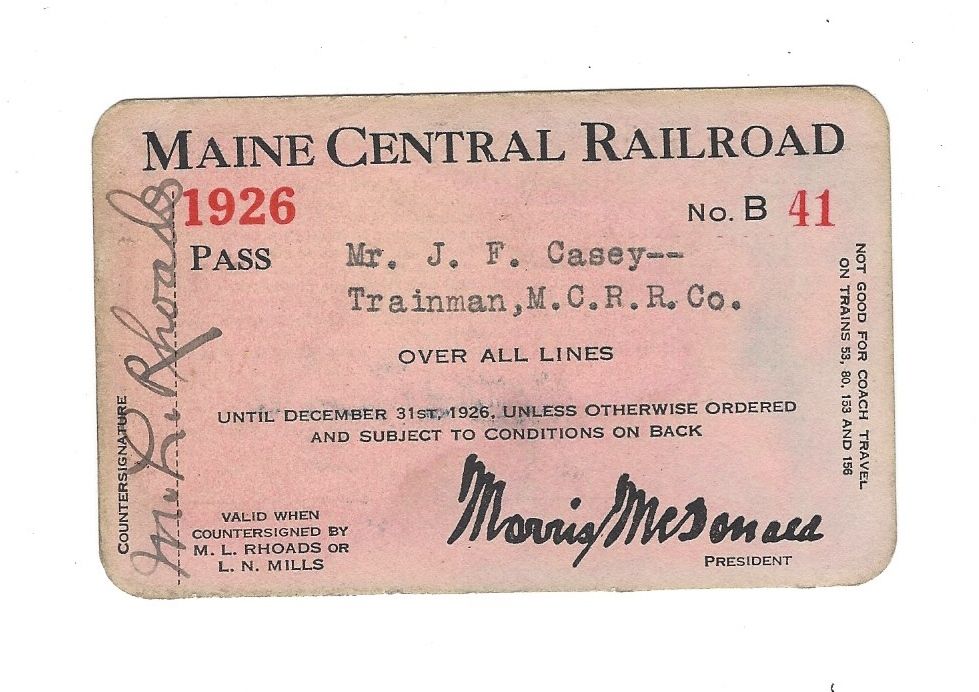 MAINE CENTRAL RAILROAD
1926
No. B 41
PASS
Mr. J. F. Casey--
Trainman,M.C.R.R.Co.
OVER ALL LINES
UNTIL DECEMBER 31ST, 1926, UNLESS OTHERWISE ORDERED
AND SUBJECT TO CONDITIONS ON BACK
VALID WHEN
COUNTERSIGNED BY
M. L. RHOADS OR
L. N. MILLS
Morris McDonald
PRESIDENT
COUNTERSIGNATURE
M. L. Rhoads
NOT GOOD FOR COACH TRAVEL
ON TRAINS 53, 80, 153 AND 156